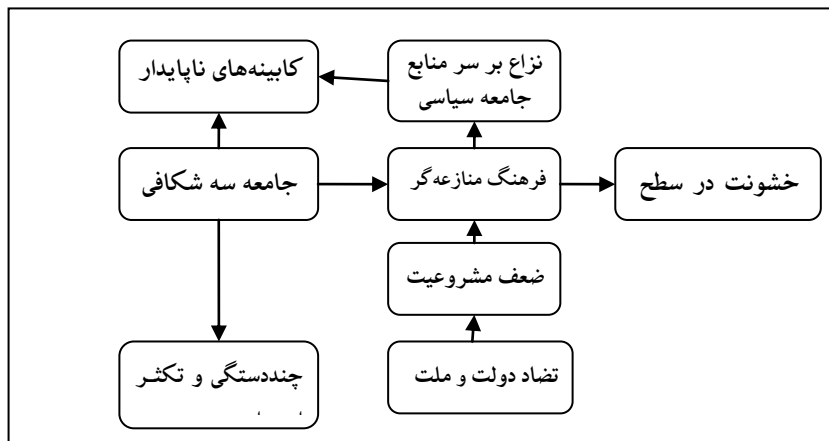 کابینه‌های ناپایدار
نزاع بر سر منابع
جامعه سیاسی
جامعه سه شکافی
فرهنگ منازعه‌گر
خشونت در سطح
ضعف مشروعیت
چنددستگی و تکثر
تضاد دولت و ملت